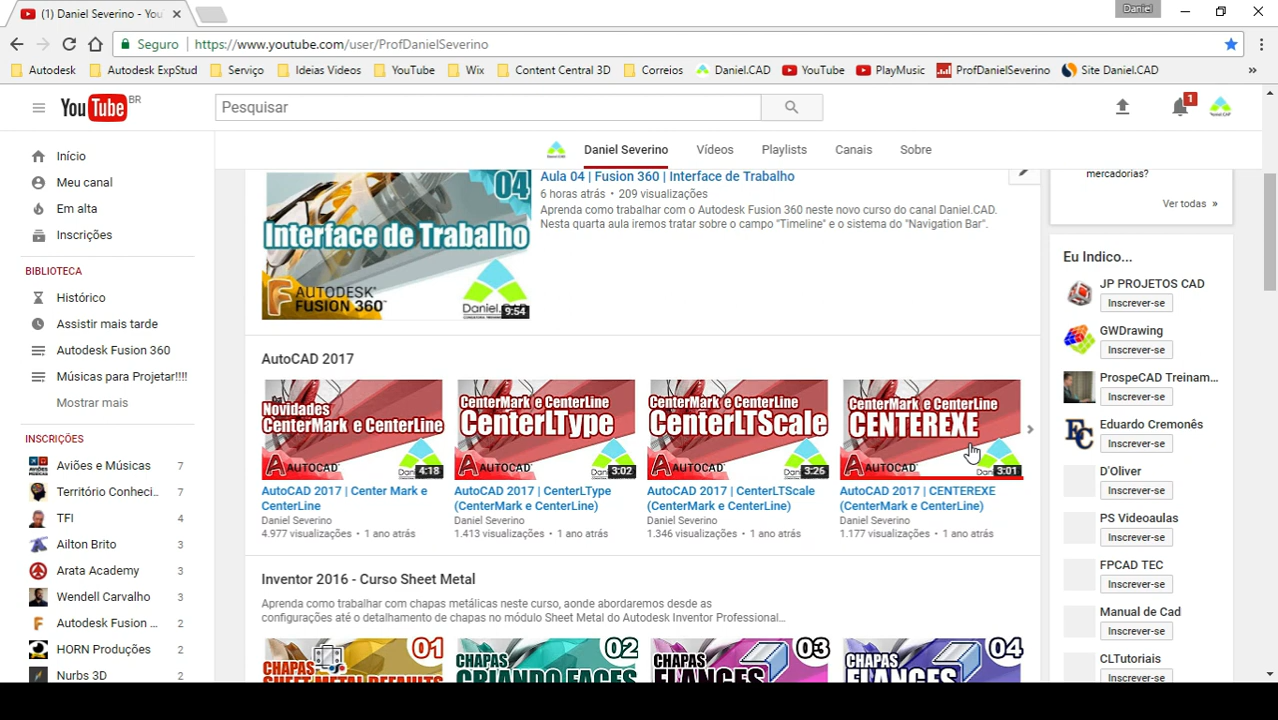 (1) Daniel Severino - You
Daniel
Seguro
https://www.youtube.com/user/ProfDanielSeverino
Autodesk
Autodesk ExpStud
Serviço
Ideias Videos
YouTube
Wix
Content Central 3D
Correios
Daniel.CAD
YouTube
PlayMusic
ProfDanielSeverino
Site Daniel.CAD
»
YouTube BR
Pesquisar
1
Daniel Severino
Vídeos
Playlists
Canais
Sobre
Início
Meu canal
Em alta
Inscrições
BIBLIOTECA
Histórico
Assistir mais tarde
Autodesk Fusion 360
Músicas para Projetar!!!!
Mostrar mais
INSCRIÇÕES
Aviões e Músicas 7
Território Conheci... 7
TFI 4
Ailton Brito 3
Arata Academy 3
Wendell Carvalho 3
Autodesk Fusion ... 2
HORN Produções 2
Nurbs 3D 2
04
Interface de Trabalho
AUTODESK®
FUSION 360™
Daniel.CAD
9:54
Aula 04 | Fusion 360 | Interface de Trabalho
6 horas atrás • 209 visualizações
Aprenda como trabalhar com o Autodesk Fusion 360 neste novo curso do canal Daniel.CAD.
Nesta quarta aula iremos tratar sobre o campo "Timeline" e o sistema do "Navigation Bar".
AutoCAD 2017
Novidades
CenterMark e CenterLine
AUTOCAD
4:18
AutoCAD 2017 | Center Mark e
CenterLine
Daniel Severino
4.977 visualizações • 1 ano atrás
CenterMark e CenterLine
CenterLType
AUTOCAD
3:02
AutoCAD 2017 | CenterLType
(CenterMark e CenterLine)
Daniel Severino
1.413 visualizações • 1 ano atrás
CenterMark e CenterLine
CenterLTScale
AUTOCAD
3:26
AutoCAD 2017 | CenterLTScale
(CenterMark e CenterLine)
Daniel Severino
1.346 visualizações • 1 ano atrás
CenterMark e CenterLine
CENTEREXE
AUTOCAD
3:01
AutoCAD 2017 | CENTEREXE
(CenterMark e CenterLine)
Daniel Severino
1.177 visualizações • 1 ano atrás
Inventor 2016 - Curso Sheet Metal
Aprenda como trabalhar com chapas metálicas neste curso, aonde abordaremos desde as
configurações até o detalhamento de chapas no módulo Sheet Metal do Autodesk Inventor Professional...
01
CHAPAS
SHEET METAL DEFAULTS
02
CHAPAS
CRIANDO FACES
03
CHAPAS
FLANGES
04
CHAPAS
FLANGES
mercadorias?
Ver todas »
Eu Indico...
JP PROJETOS CAD
Inscrever-se
GWDrawing
Inscrever-se
ProspeCAD Treinam...
Inscrever-se
Eduardo Cremonês
Inscrever-se
D'Oliver
Inscrever-se
PS Videoaulas
Inscrever-se
FPCAD TEC
Inscrever-se
Manual de Cad
Inscrever-se
CLTutoriais
Inscrever-se